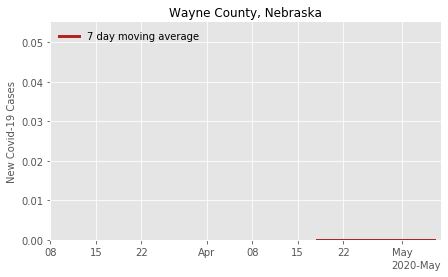 Wayne County, Nebraska
7 day moving average
New Covid-19 Cases
0.05
0.04
0.03
0.02
0.01
0.00
08 15 22 Apr 08 15 22 May
2020-May